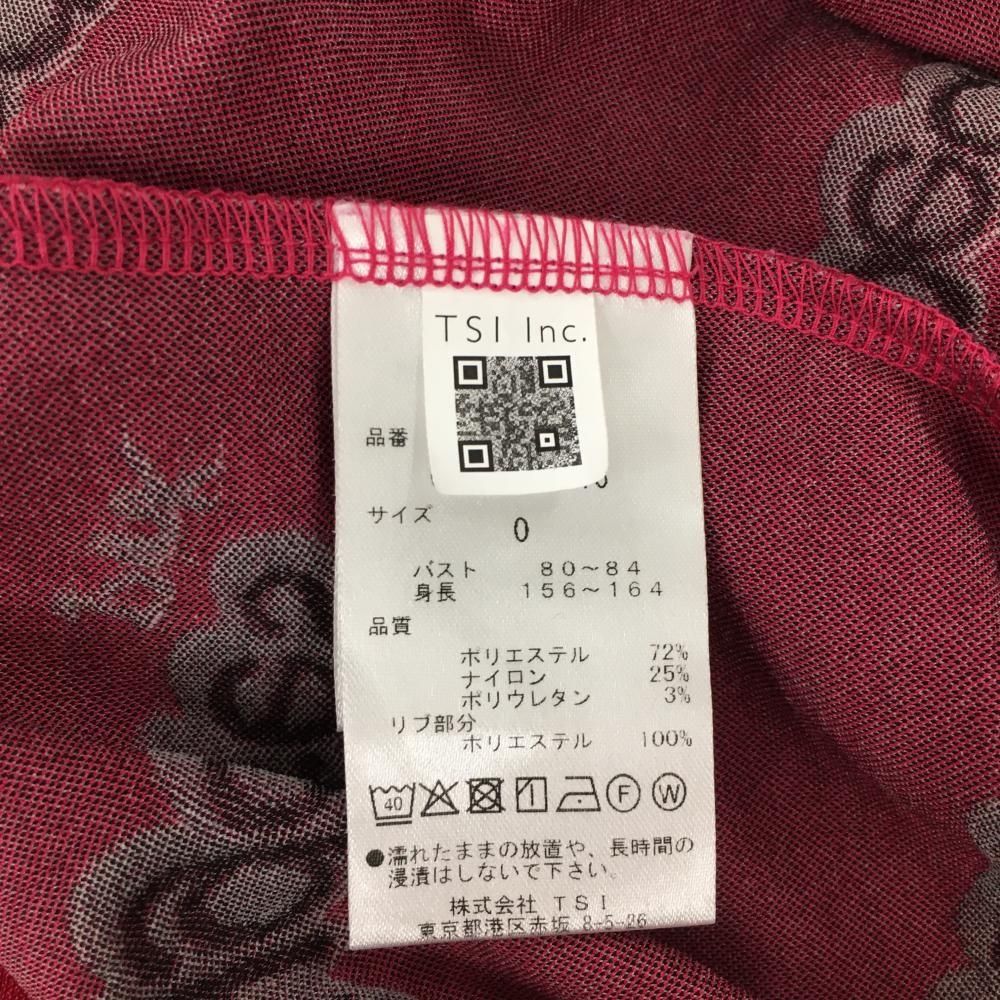 TSI Inc.
品番
サイズ
0
バスト 80～84
身長 156～164
品質
ポリエステル 72%
ナイロン 25%
ポリウレタン 3%
リブ部分
ポリエステル 100%
40
F W
●濡れたままの放置や、長時間の
浸漬はしないで下さい。
株式会社 TSI
東京都港区赤坂 8-5-26